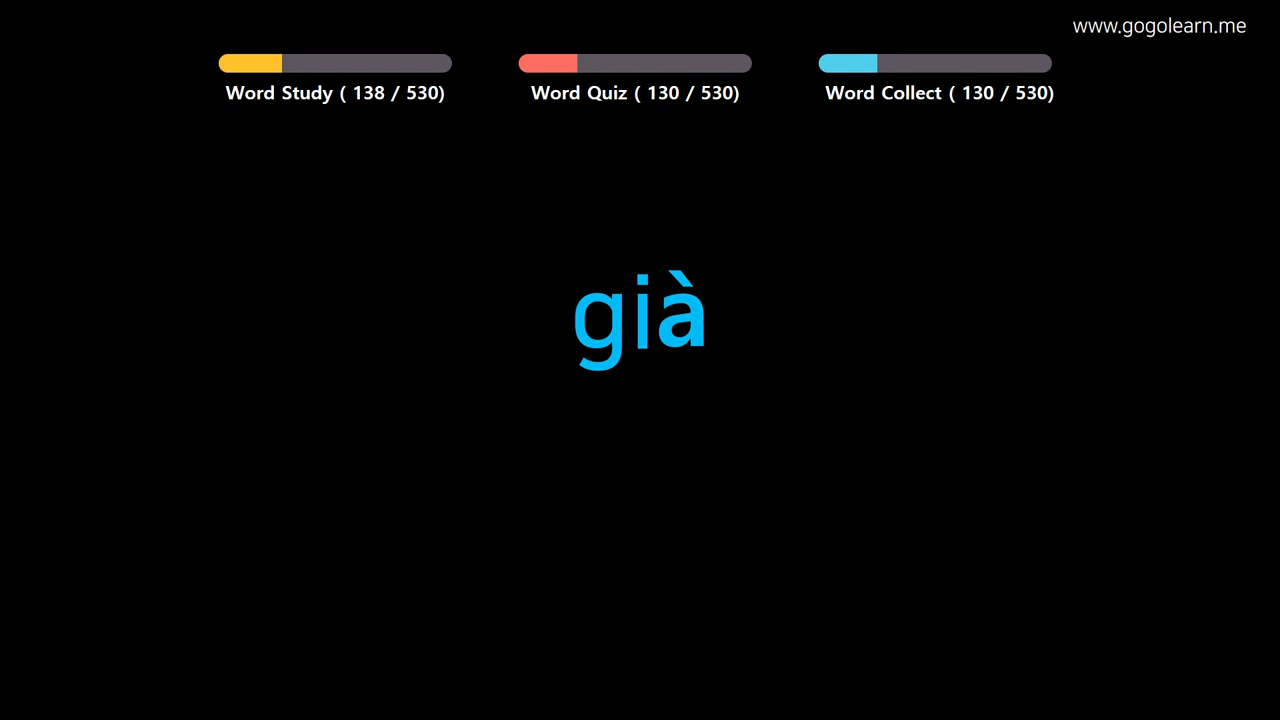 www.gogolearn.me
Word Study ( 138 / 530)
Word Quiz ( 130 / 530)
Word Collect ( 130 / 530)
già